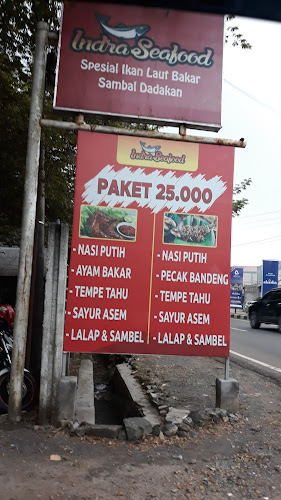 Indra Seafood
Spesial Ikan Laut Bakar
Sambal Dadakan
Indra Seafood
PAKET 25.000
- NASI PUTIH
- AYAM BAKAR
- TEMPE TAHU
- SAYUR ASEM
- LALAP & SAMBEL
- NASI PUTIH
- PECAK BANDENG
- TEMPE TAHU
- SAYUR ASEM
- LALAP & SAMBEL